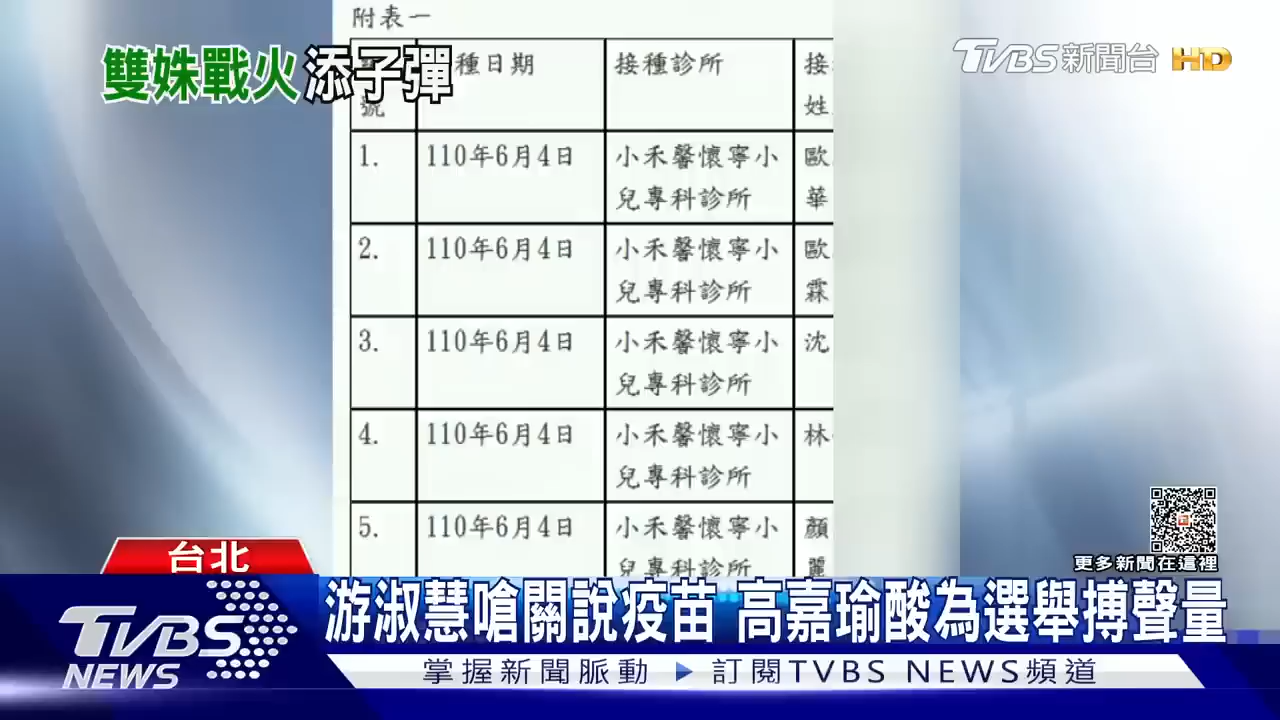 附表一
雙姝戰火添子彈
TVBS新聞台 HD
號 種日期 接種診所 接
姓
1. 110年6月4日 小禾馨懷寧小 歐
兒專科診所 華
2. 110年6月4日 小禾馨懷寧小 歐
兒專科診所 霖
3. 110年6月4日 小禾馨懷寧小 沈
兒專科診所
4. 110年6月4日 小禾馨懷寧小 林
兒專科診所
5. 110年6月4日 小禾馨懷寧小 顏
兒專科診所 麗
更多新聞在這裡
台北
游淑慧嗆關說疫苗 高嘉瑜酸為選舉搏聲量
TVBS NEWS
掌握新聞脈動 訂閱TVBS NEWS頻道